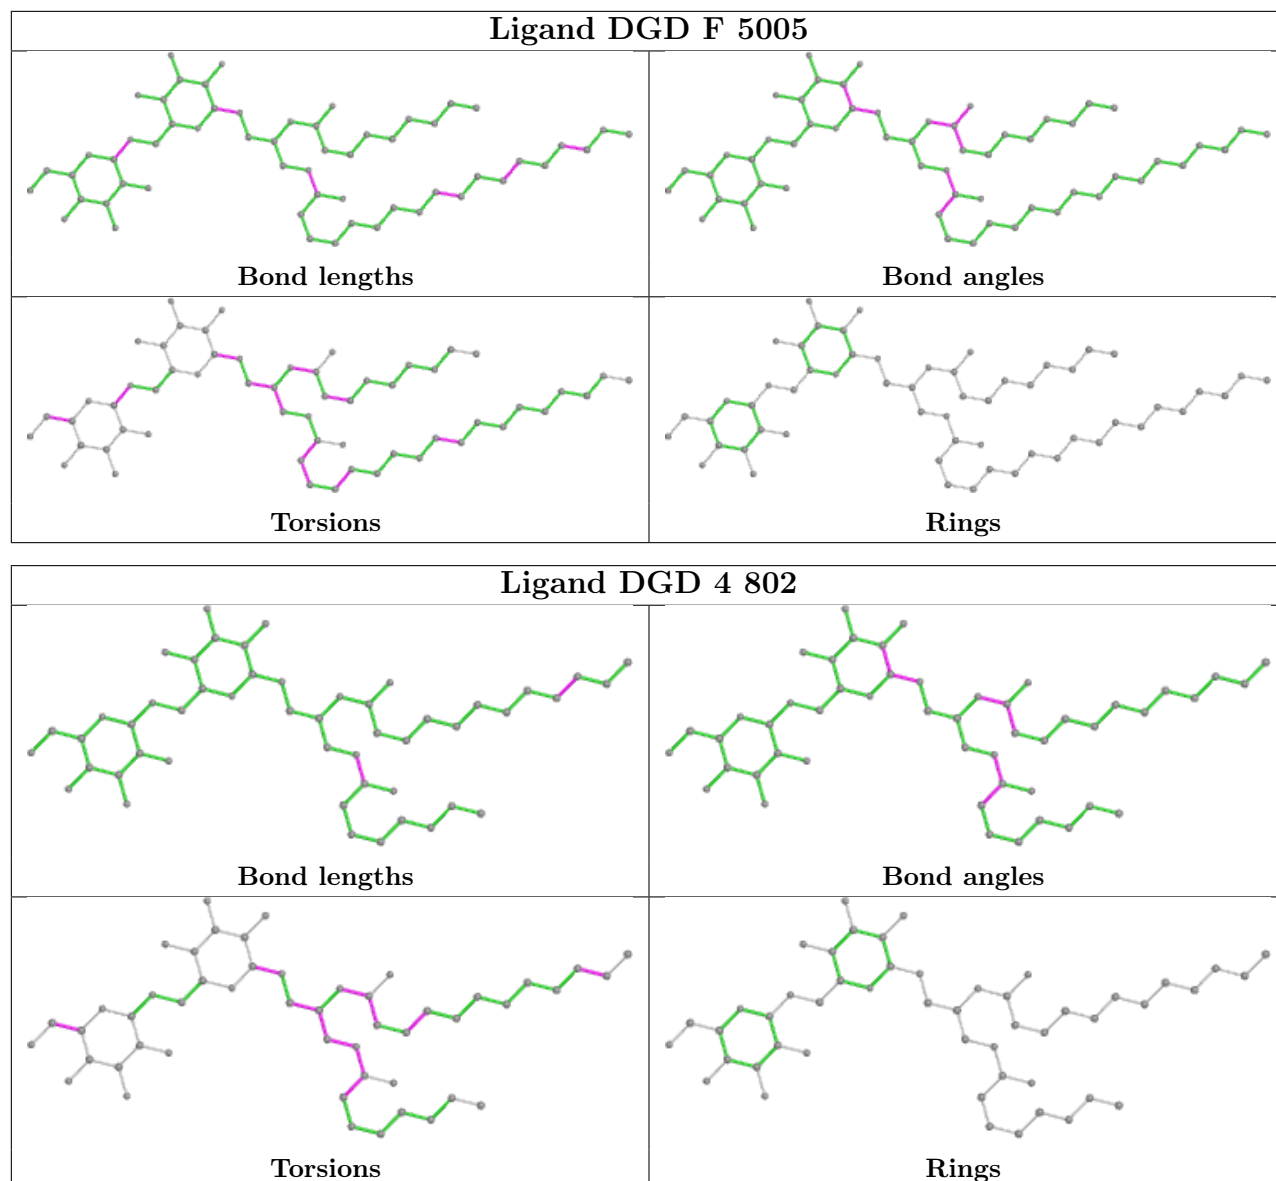 Ligand DGD F 5005
Bond lengths
Bond angles
Torsions
Rings
Ligand DGD 4 802
Bond lengths
Bond angles
Torsions
Rings